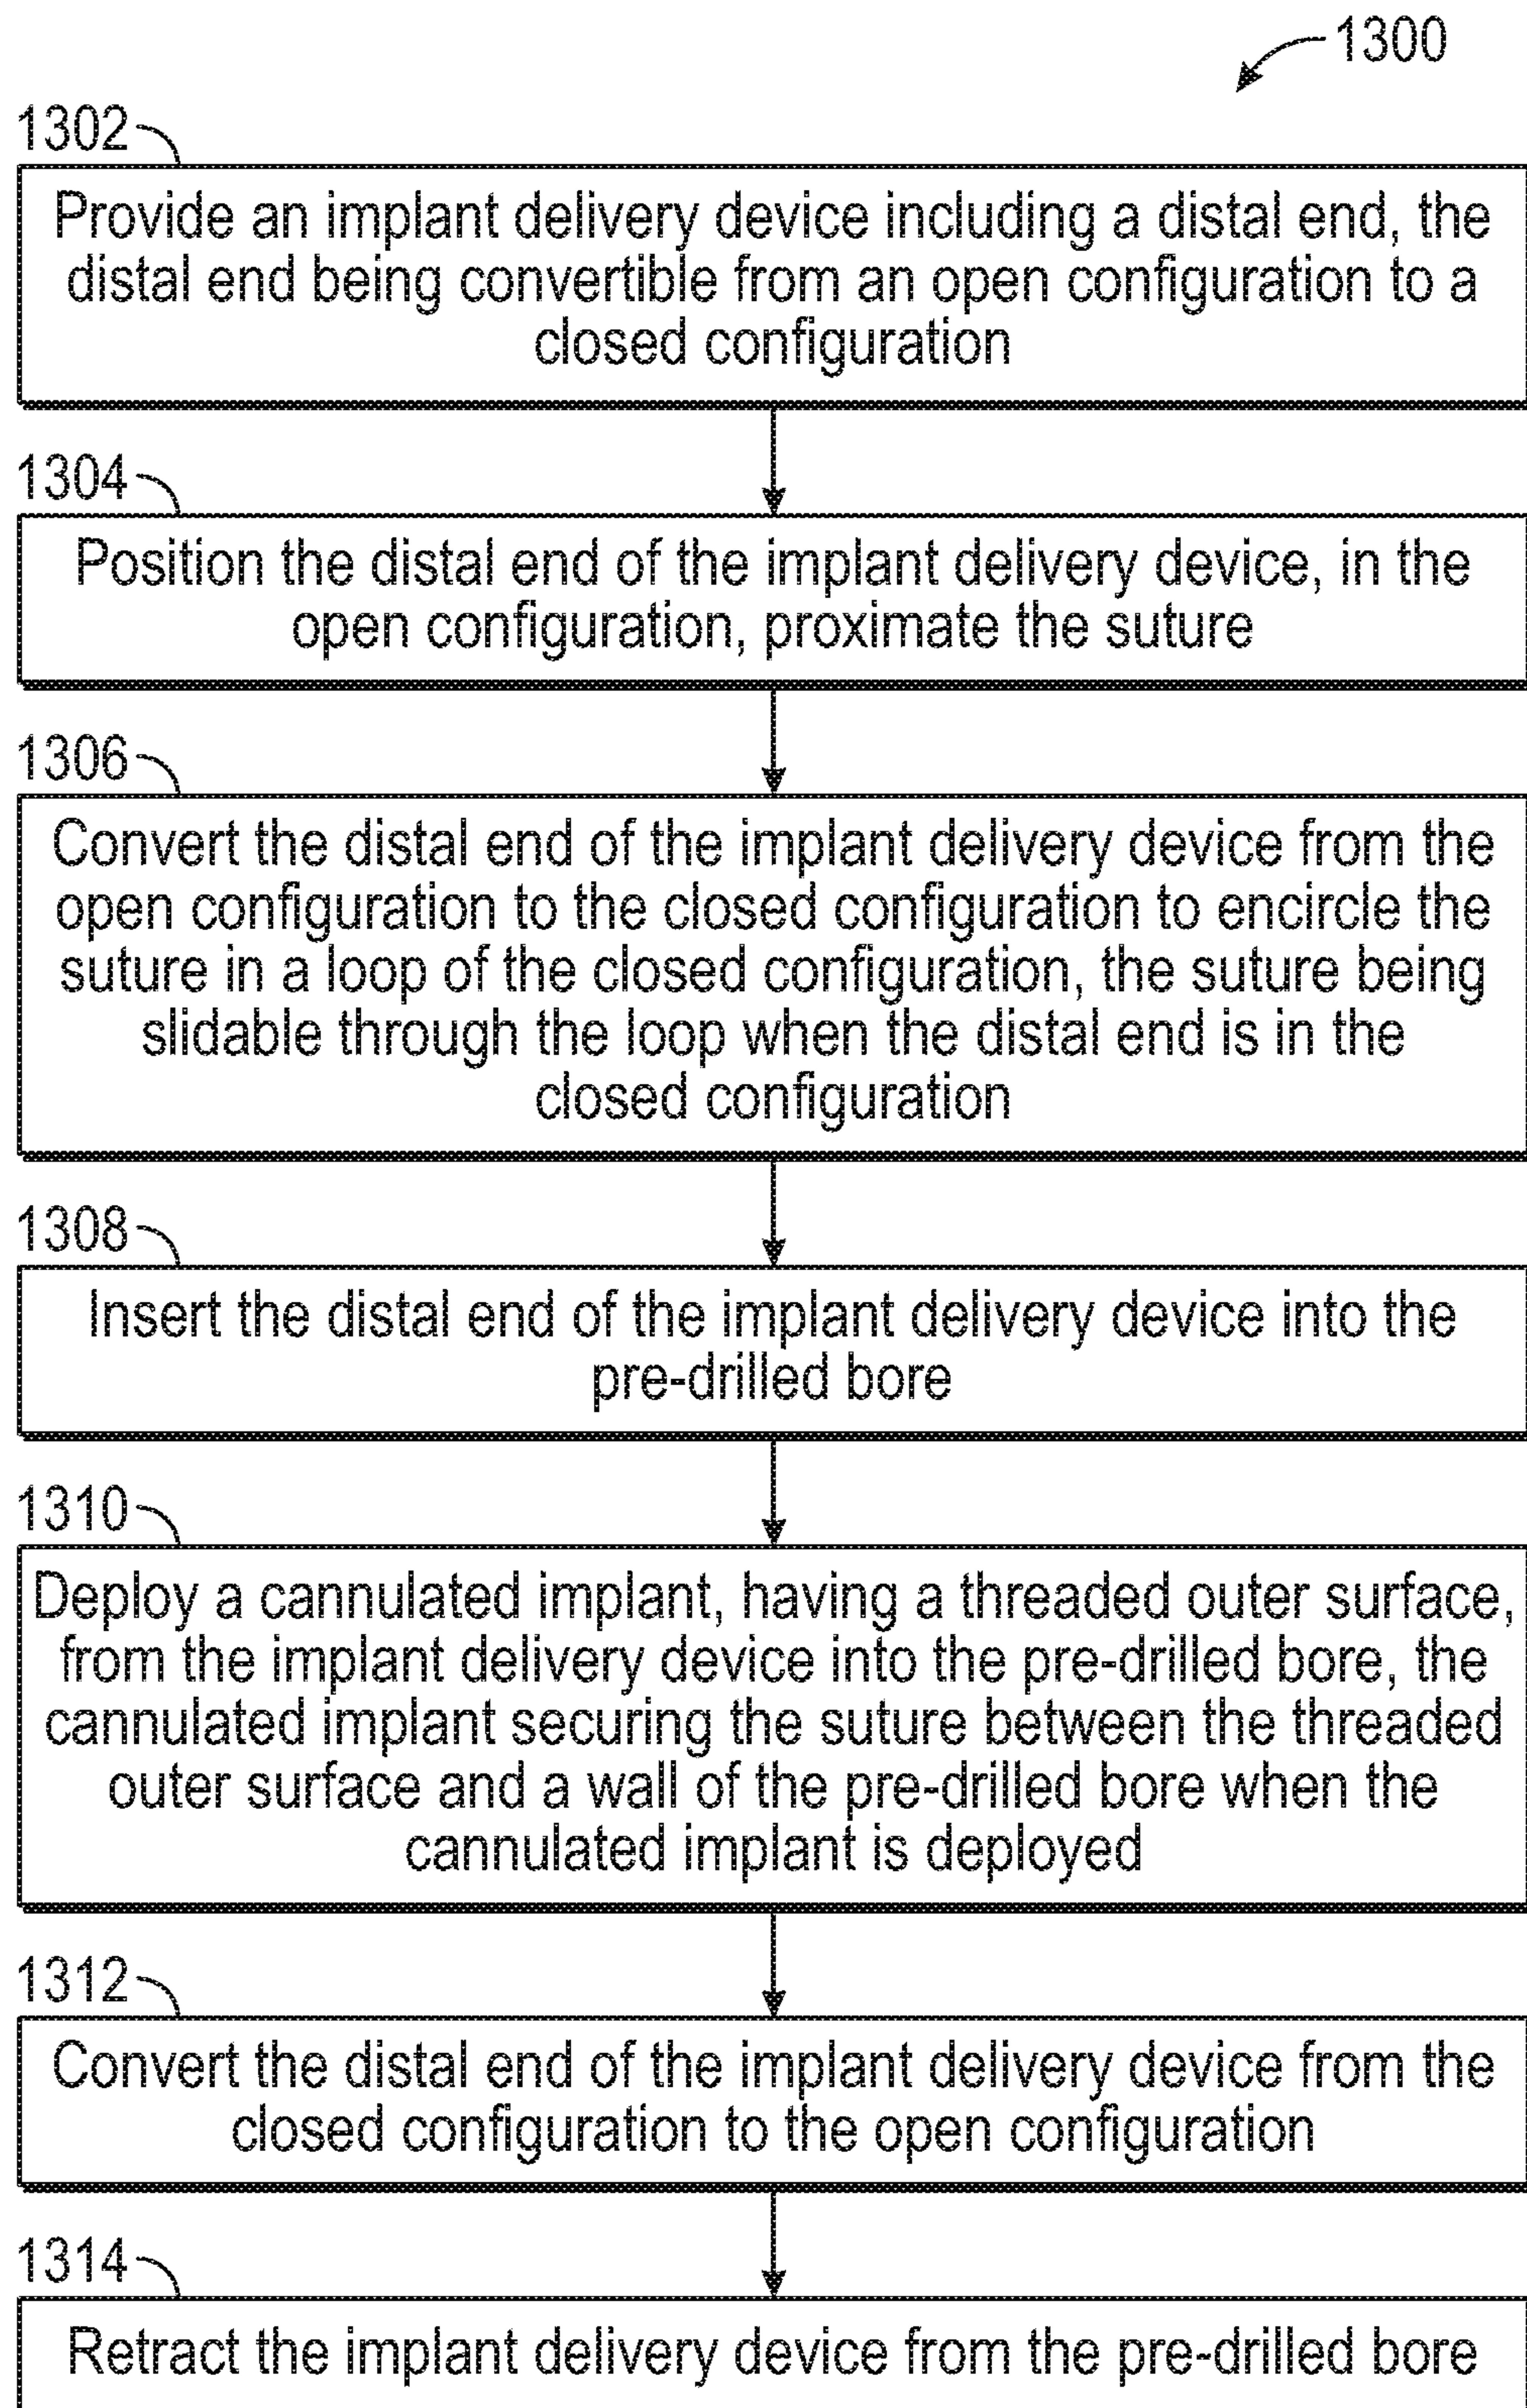 1300
1302
Provide an implant delivery device including a distal end, the
distal end being convertible from an open configuration to a
closed configuration
1304
Position the distal end of the implant delivery device, in the
open configuration, proximate the suture
1306
Convert the distal end of the implant delivery device from the
open configuration to the closed configuration to encircle the
suture in a loop of the closed configuration, the suture being
slidable through the loop when the distal end is in the
closed configuration
1308
Insert the distal end of the implant delivery device into the
pre-drilled bore
1310
Deploy a cannulated implant, having a threaded outer surface,
from the implant delivery device into the pre-drilled bore, the
cannulated implant securing the suture between the threaded
outer surface and a wall of the pre-drilled bore when the
cannulated implant is deployed
1312
Convert the distal end of the implant delivery device from the
closed configuration to the open configuration
1314
Retract the implant delivery device from the pre-drilled bore